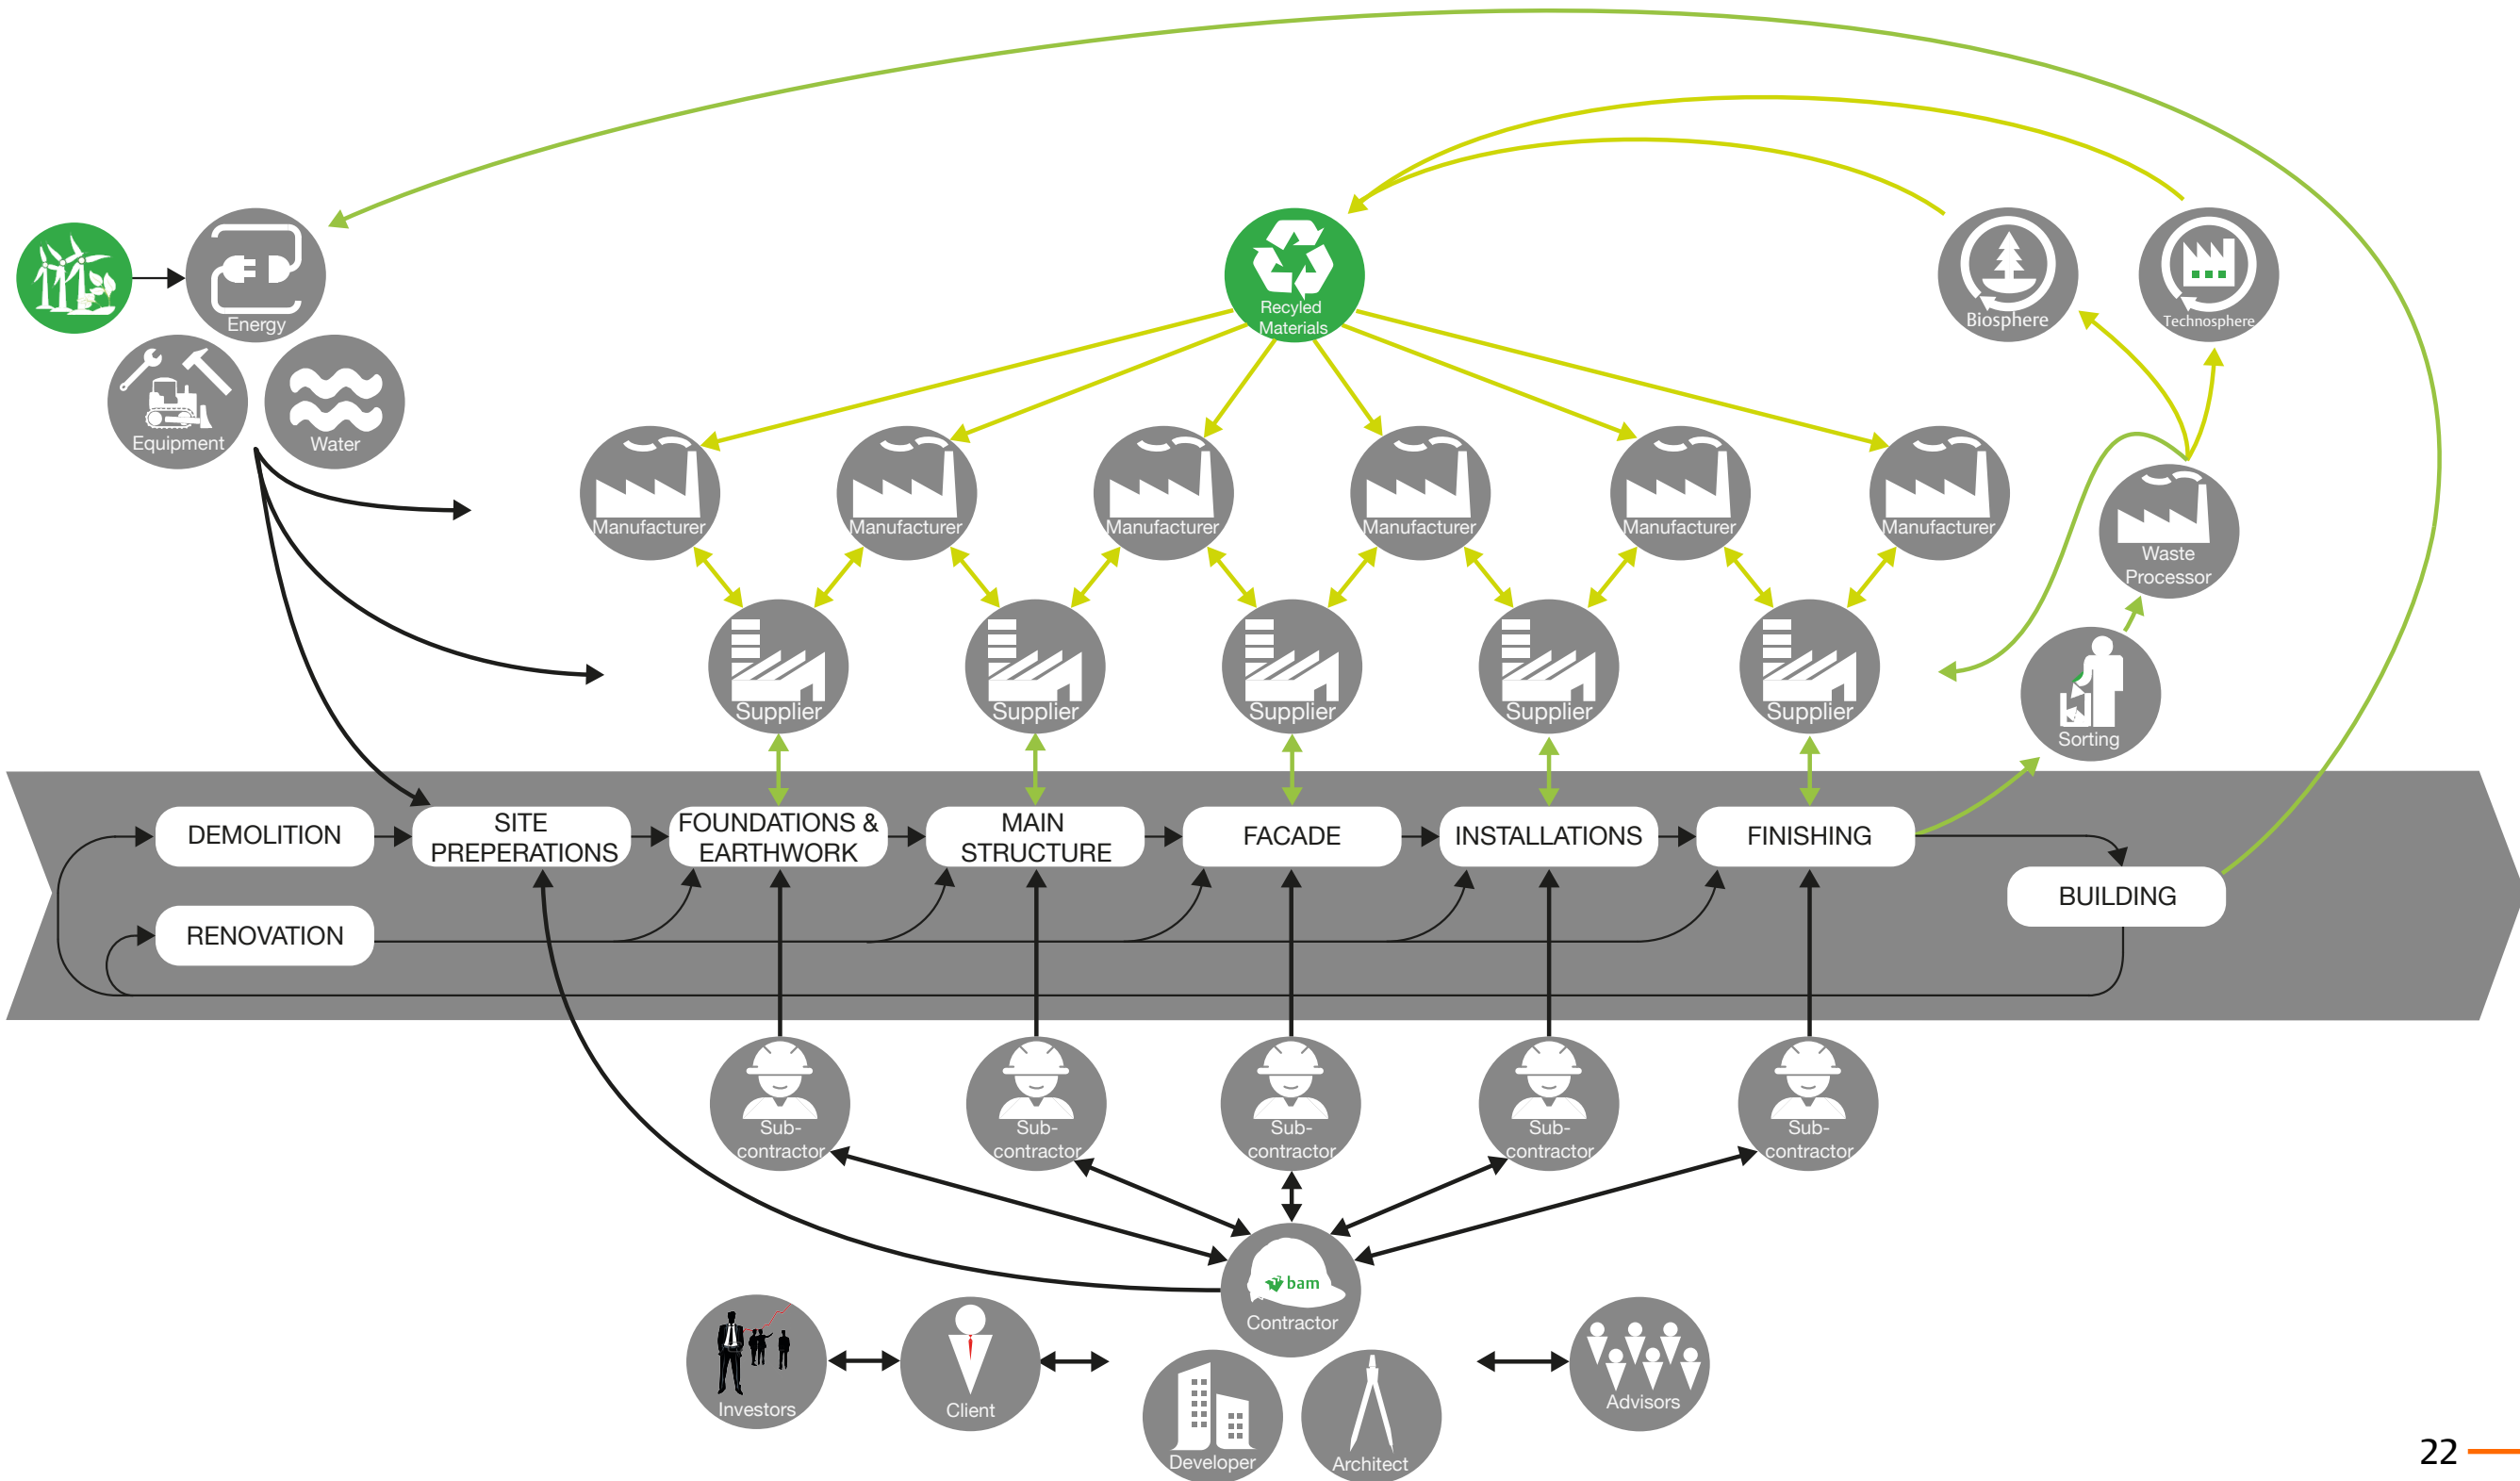 Energy
Equipment
Water
Recyled
Materials
Biosphere
Technosphere
Manufacturer
Manufacturer
Manufacturer
Manufacturer
Manufacturer
Manufacturer
Waste
Processor
Supplier
Supplier
Supplier
Supplier
Supplier
Sorting
DEMOLITION
SITE
PREPERATIONS
FOUNDATIONS &
EARTHWORK
MAIN
STRUCTURE
FACADE
INSTALLATIONS
FINISHING
BUILDING
RENOVATION
Sub-
contractor
Sub-
contractor
Sub-
contractor
Sub-
contractor
Sub-
contractor
bam
Contractor
Investors
Client
Developer
Architect
Advisors
22